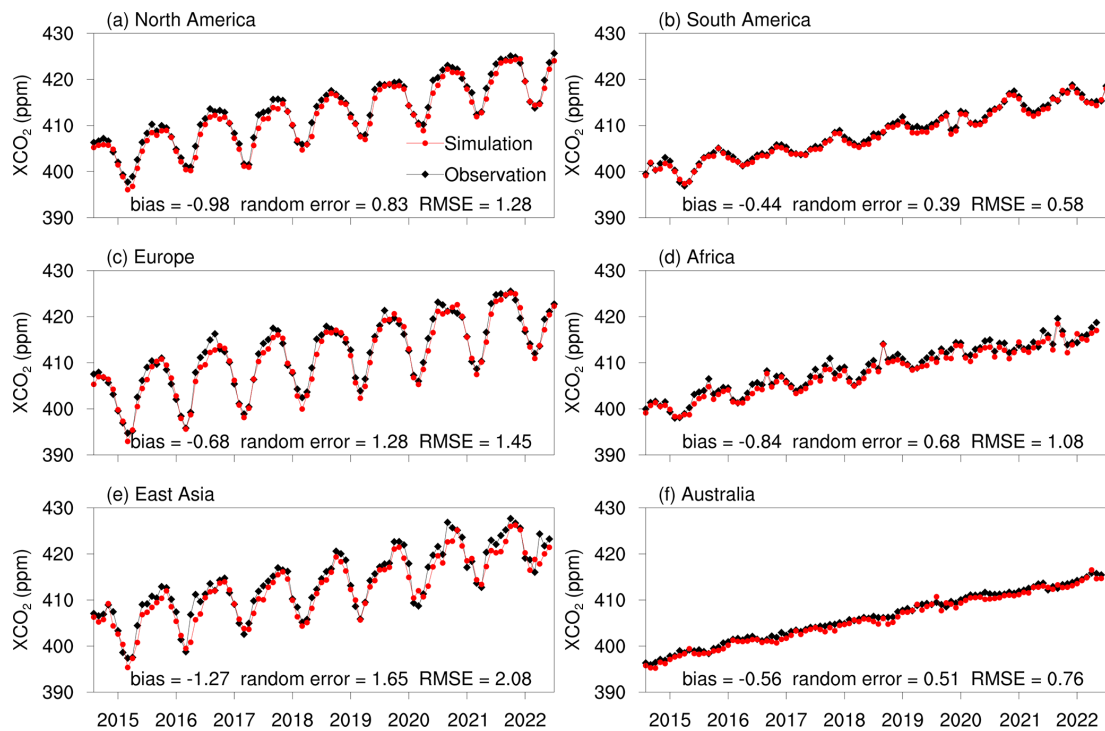 (a) North America
430
420
410
400
390
XCO2 (ppm)
Simulation
Observation
bias = -0.98 random error = 0.83 RMSE = 1.28
(b) South America
430
420
410
400
390
XCO2 (ppm)
bias = -0.44 random error = 0.39 RMSE = 0.58
(c) Europe
430
420
410
400
390
XCO2 (ppm)
bias = -0.68 random error = 1.28 RMSE = 1.45
(d) Africa
430
420
410
400
390
XCO2 (ppm)
bias = -0.84 random error = 0.68 RMSE = 1.08
(e) East Asia
430
420
410
400
390
XCO2 (ppm)
bias = -1.27 random error = 1.65 RMSE = 2.08
2015 2016 2017 2018 2019 2020 2021 2022
(f) Australia
430
420
410
400
390
XCO2 (ppm)
bias = -0.56 random error = 0.51 RMSE = 0.76
2015 2016 2017 2018 2019 2020 2021 2022